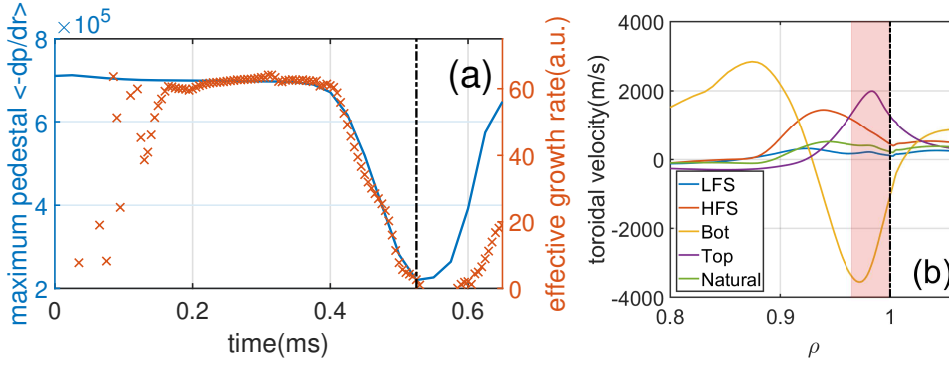 ×10^5
8
6
4
2
maximum pedestal <-dp/dr>
(a)
60
40
20
0
effective growth rate(a.u.)
0
0.2
0.4
0.6
time(ms)
4000
2000
0
-2000
-4000
toroidal velocity(m/s)
LFS
HFS
Bot
Top
Natural
(b)
0.8
0.9
1
ρ